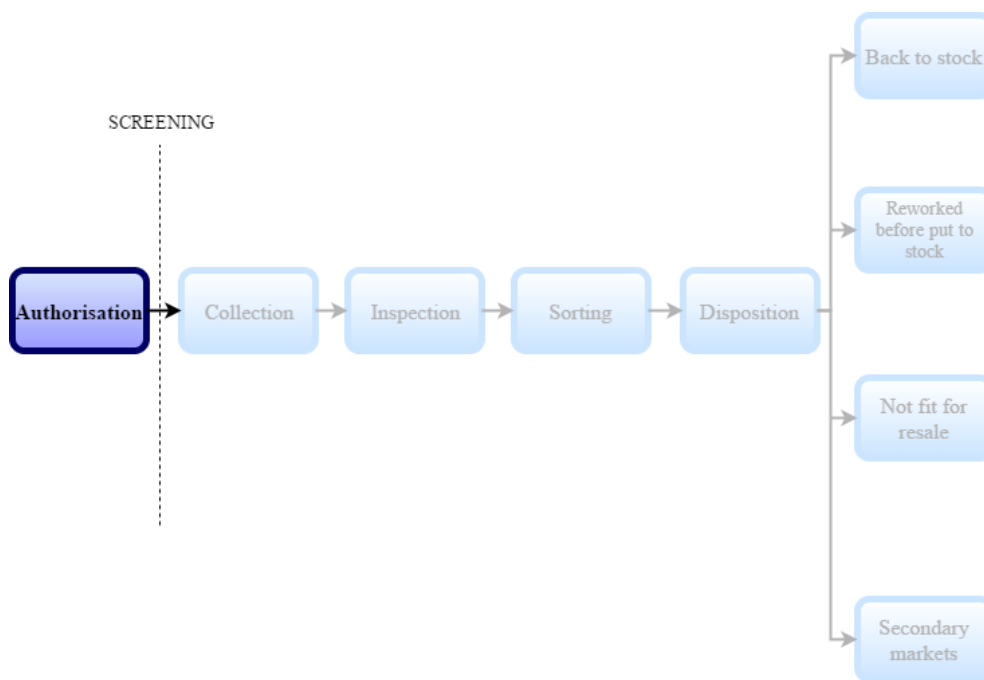 SCREENING
Authorisation
Collection
Inspection
Sorting
Disposition
Back to stock
Reworked
before put to
stock
Not fit for
resale
Secondary
markets